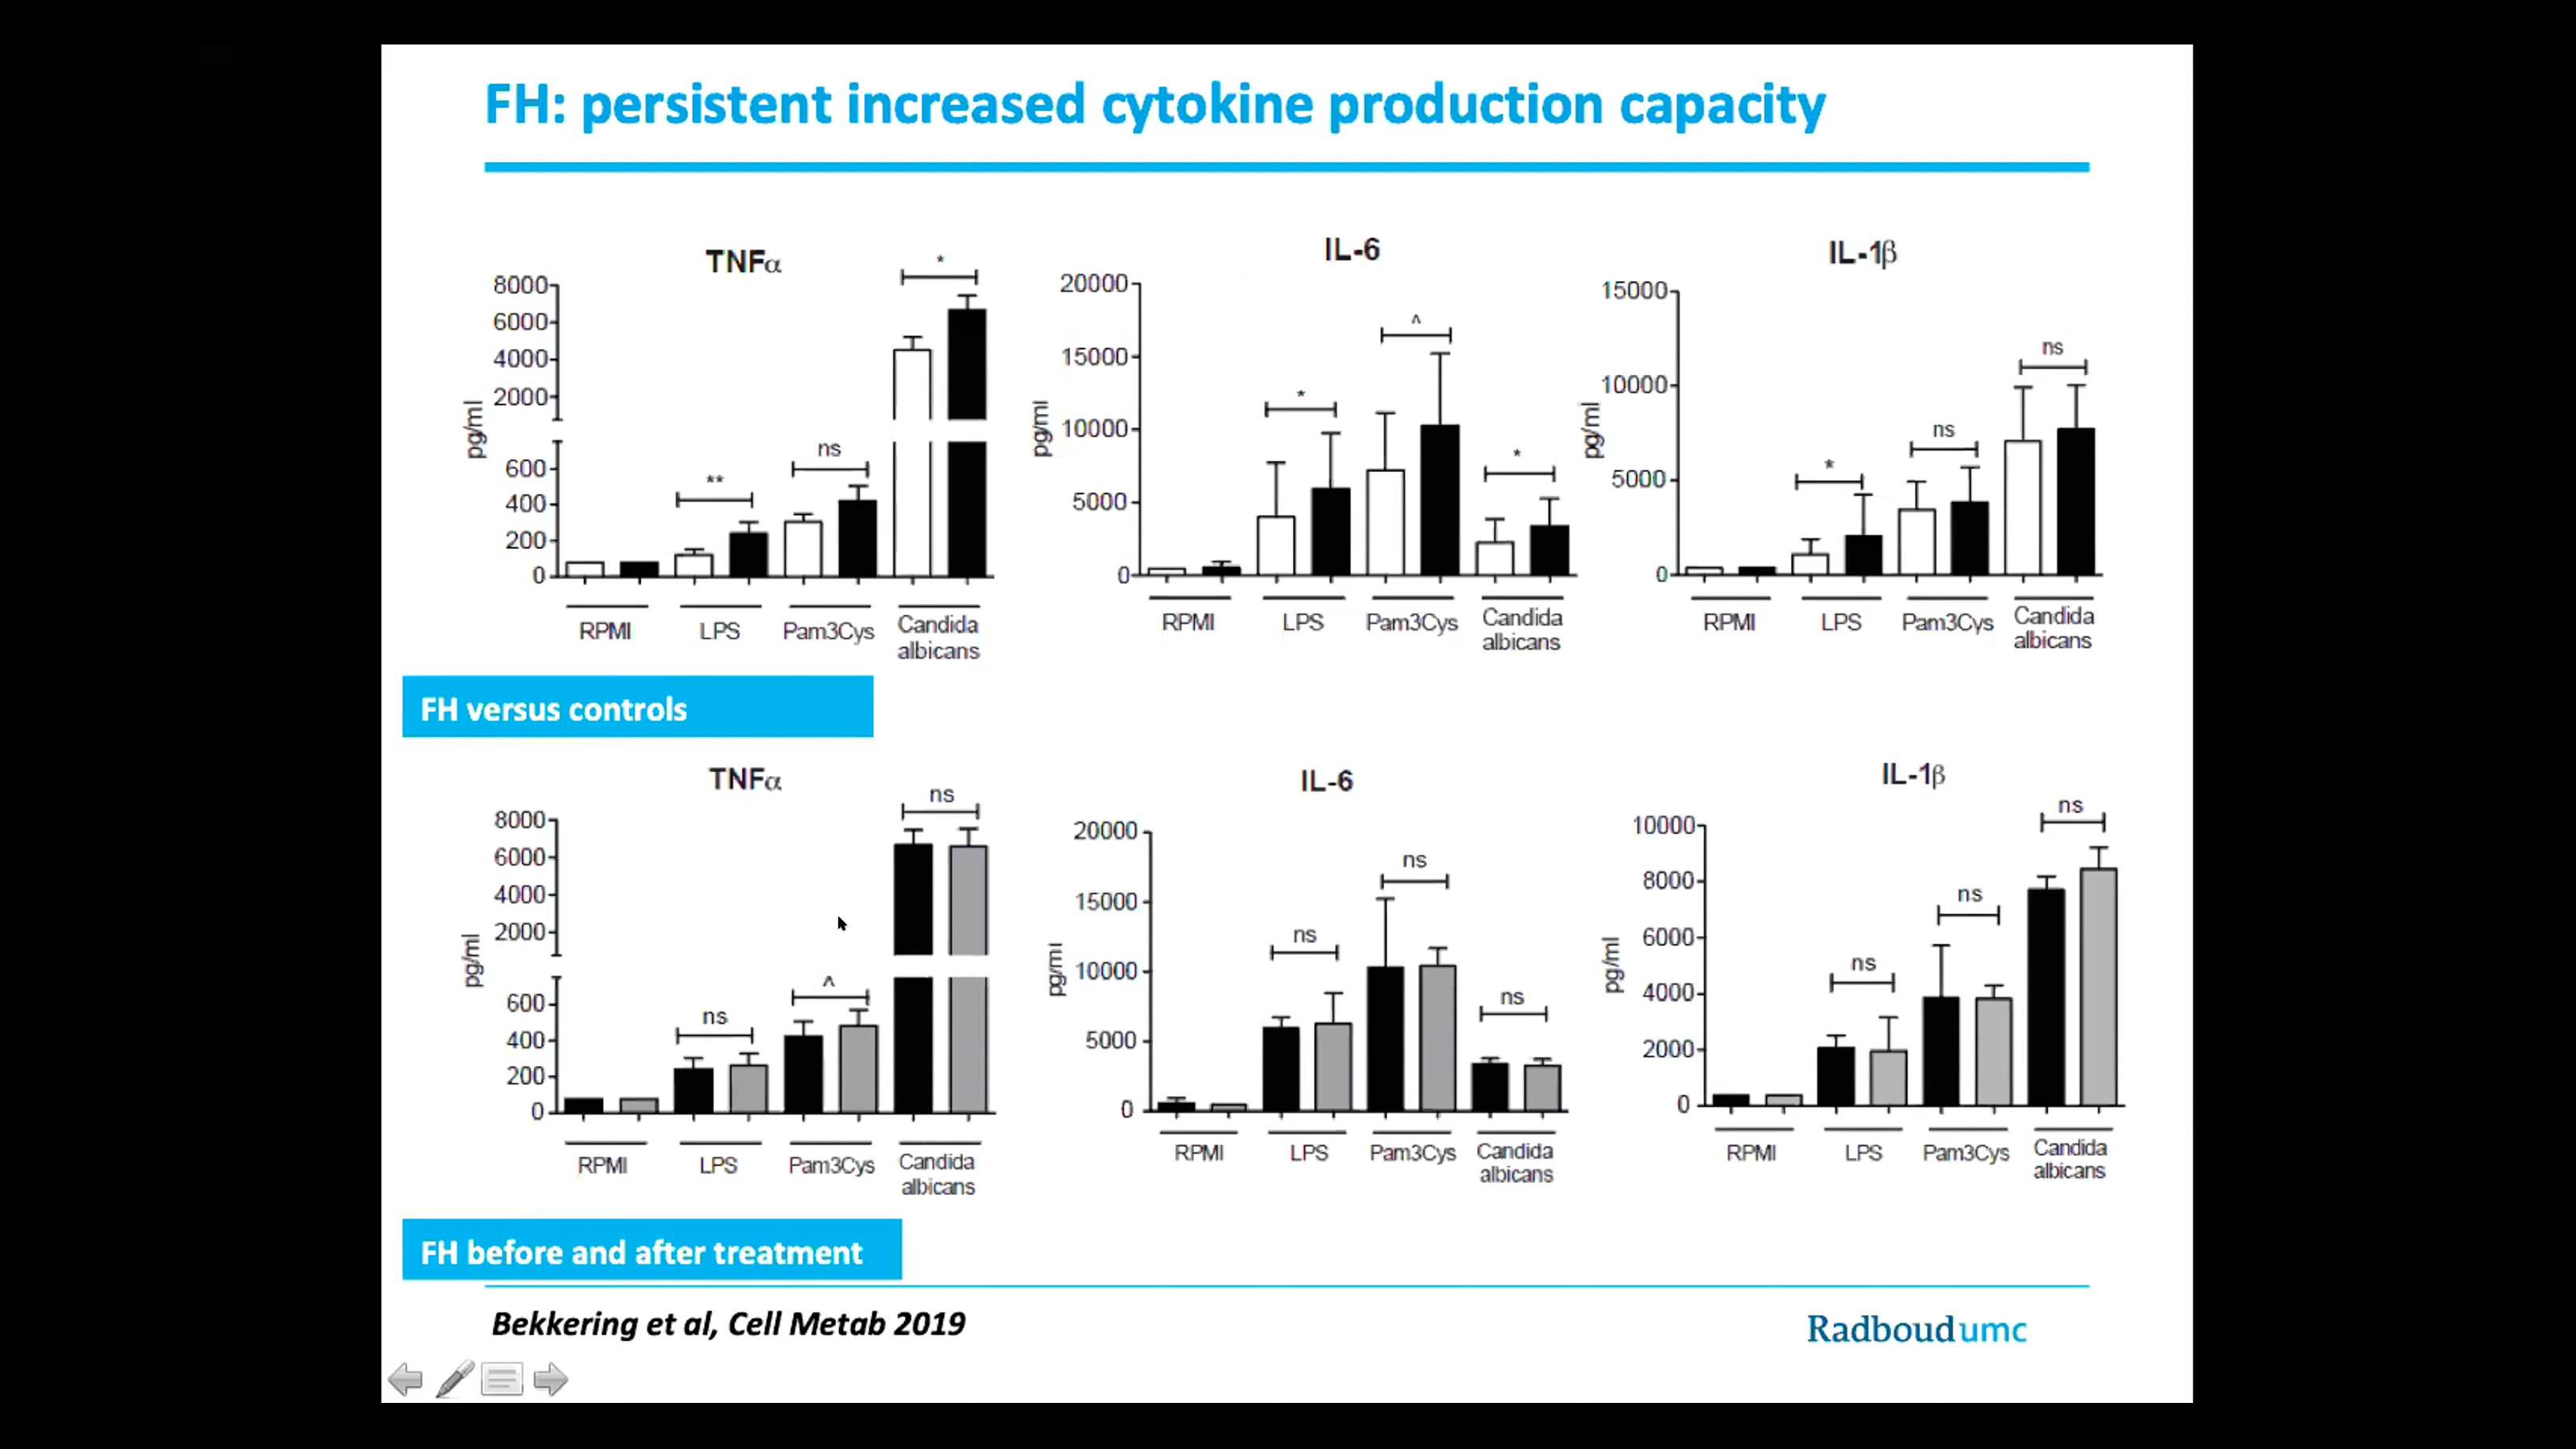 FH: persistent increased cytokine production capacity
TNFα
*
8000
6000
4000
2000
600
400
200
0
pg/ml
**
ns
RPMI
LPS
Pam3Cys
Candida
albicans
IL-6
20000
15000
10000
5000
0
pg/ml
*
^
*
RPMI
LPS
Pam3Cys
Candida
albicans
IL-1β
15000
10000
5000
0
pg/ml
*
ns
ns
RPMI
LPS
Pam3Cys
Candida
albicans
FH versus controls
TNFα
8000
6000
4000
2000
600
400
200
0
pg/ml
ns
^
ns
RPMI
LPS
Pam3Cys
Candida
albicans
IL-6
20000
15000
10000
5000
0
pg/ml
ns
ns
ns
RPMI
LPS
Pam3Cys
Candida
albicans
IL-1β
10000
8000
6000
4000
2000
0
pg/ml
ns
ns
ns
RPMI
LPS
Pam3Cys
Candida
albicans
FH before and after treatment
Bekkering et al, Cell Metab 2019
Radboudumc